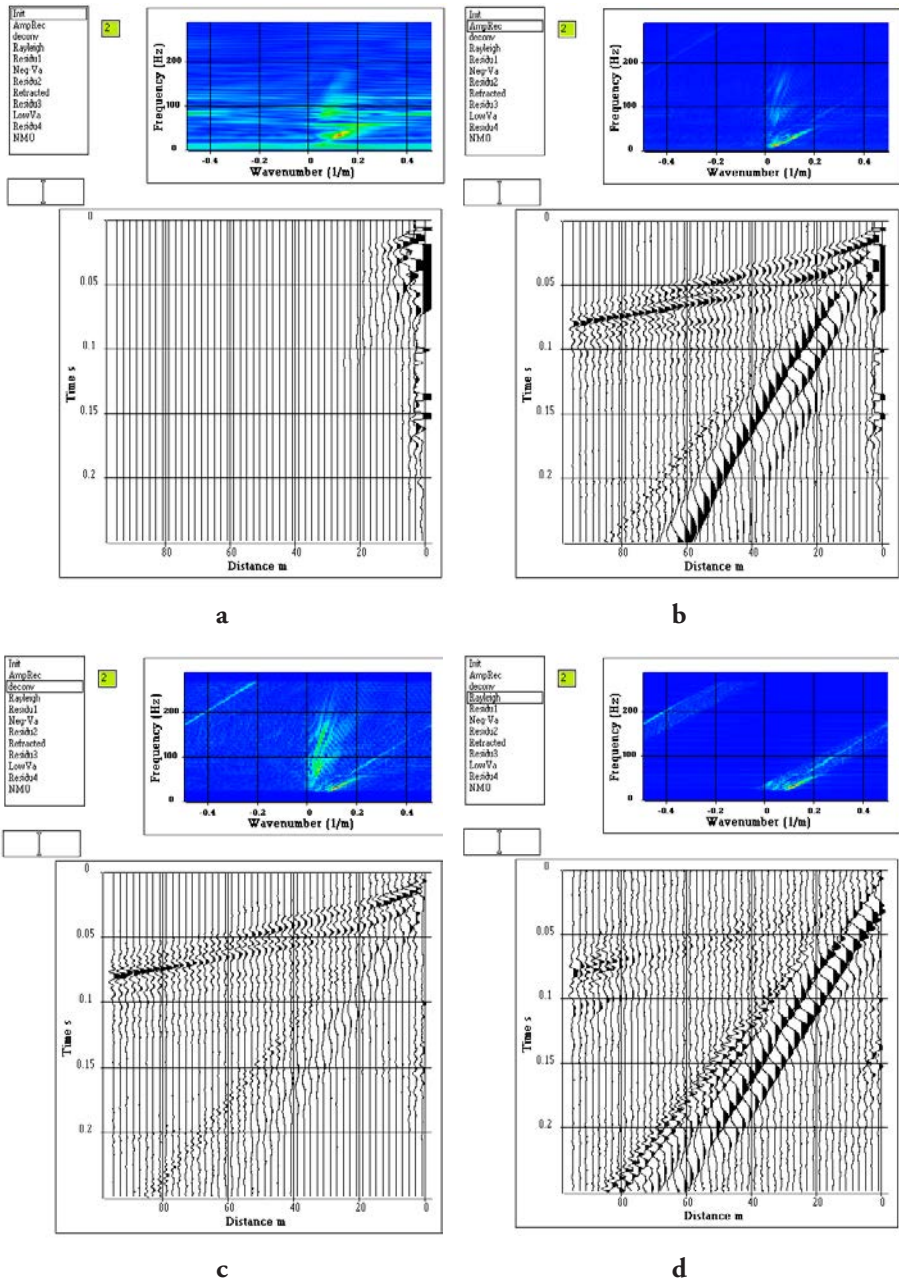 Init
AmpRec
deconv
Rayleigh
Residu1
Neg-Va
Residu2
Retracted
Residu3
LowVa
Residu4
NMO
2
Frequency (Hz)
200
100
0
-0.4 -0.2 0 0.2 0.4
Wavenumber (1/m)
0
0.05
0.1
0.15
0.2
Time s
80 60 40 20 0
Distance m
a
Init
AmpRec
deconv
Rayleigh
Residu1
Neg-Va
Residu2
Retracted
Residu3
LowVa
Residu4
NMO
2
Frequency (Hz)
200
100
0
-0.4 -0.2 0 0.2 0.4
Wavenumber (1/m)
0
0.05
0.1
0.15
0.2
Time s
80 60 40 20 0
Distance m
b
Init
AmpRec
deconv
Rayleigh
Residu1
Neg-Va
Residu2
Retracted
Residu3
LowVa
Residu4
NMO
2
Frequency (Hz)
200
100
0
-0.4 -0.2 0 0.2 0.4
Wavenumber (1/m)
0
0.05
0.1
0.15
0.2
Time s
80 60 40 20 0
Distance m
c
Init
AmpRec
deconv
Rayleigh
Residu1
Neg-Va
Residu2
Retracted
Residu3
LowVa
Residu4
NMO
2
Frequency (Hz)
200
100
0
-0.4 -0.2 0 0.2 0.4
Wavenumber (1/m)
0
0.05
0.1
0.15
0.2
Time s
80 60 40 20 0
Distance m
d